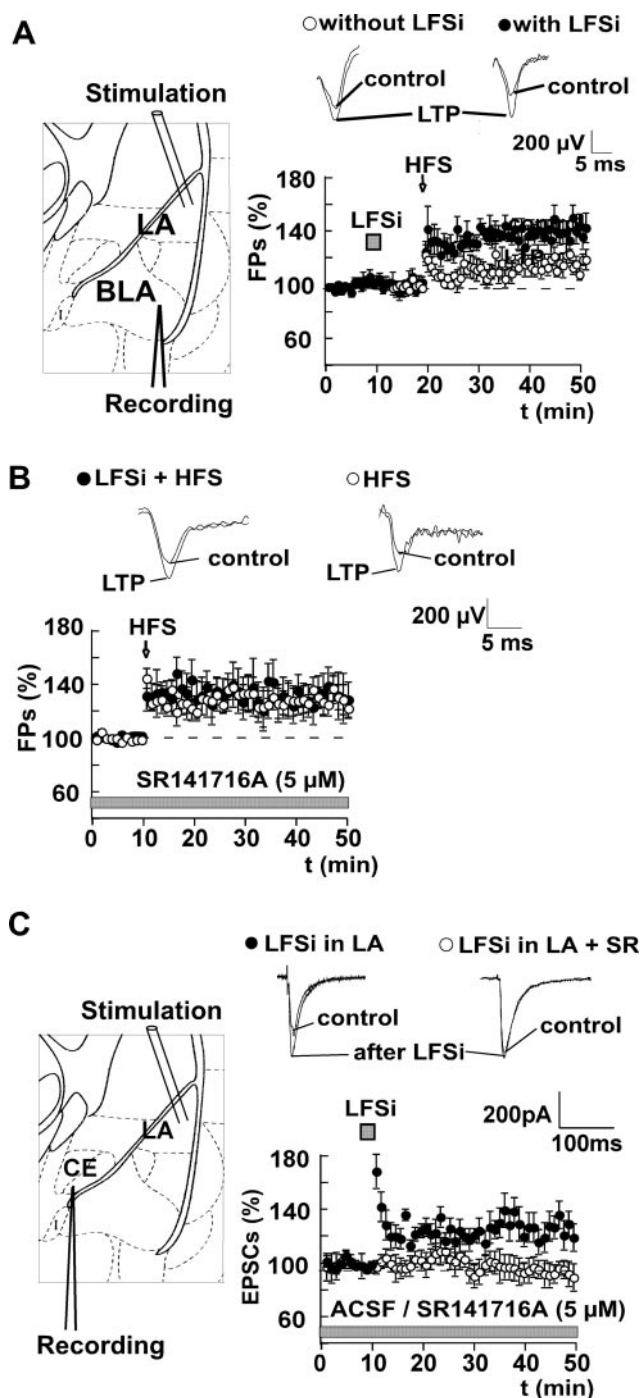 A
○without LFSi ●with LFSi
control
LTP
200 µV
5 ms
Stimulation
LA
BLA
I
Recording
HFS
LFSi
FPs (%)
180
140
100
60
0 10 20 30 40 50
t (min)
B
●LFSi + HFS ○HFS
control
LTP
control
LTP
200 µV
5 ms
HFS
FPs (%)
180
140
100
60
SR141716A (5 µM)
0 10 20 30 40 50
t (min)
C
●LFSi in LA ○LFSi in LA + SR
control
control
after LFSi
200pA
100ms
Stimulation
LA
CE
I
Recording
LFSi
EPSCs (%)
180
140
100
60
ACSF / SR141716A (5 µM)
0 10 20 30 40 50
t (min)